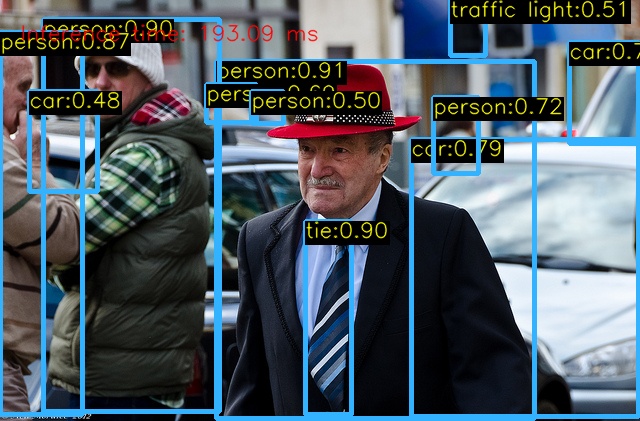 traffic light:0.51
person:0.90
person:0.87
Inference time: 193.09 ms
car:0.7
person:0.91
person:0.50
car:0.48
person:0.72
car:0.79
tie:0.90